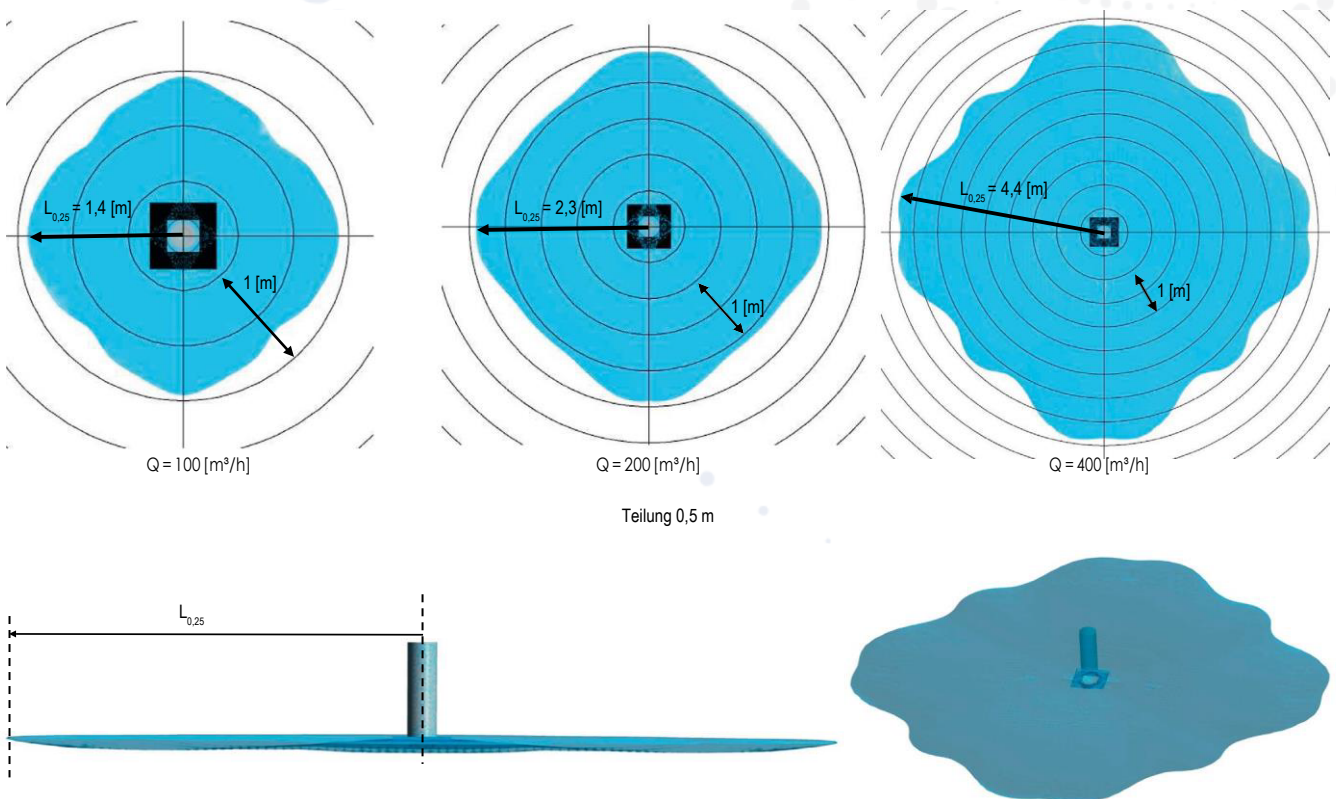 L0,25 = 1,4 [m]
1 [m]
L0,25 = 2,3 [m]
1 [m]
L0,25 = 4,4 [m]
1 [m]
Q = 100 [m³/h]
Q = 200 [m³/h]
Q = 400 [m³/h]
Teilung 0,5 m
L0,25